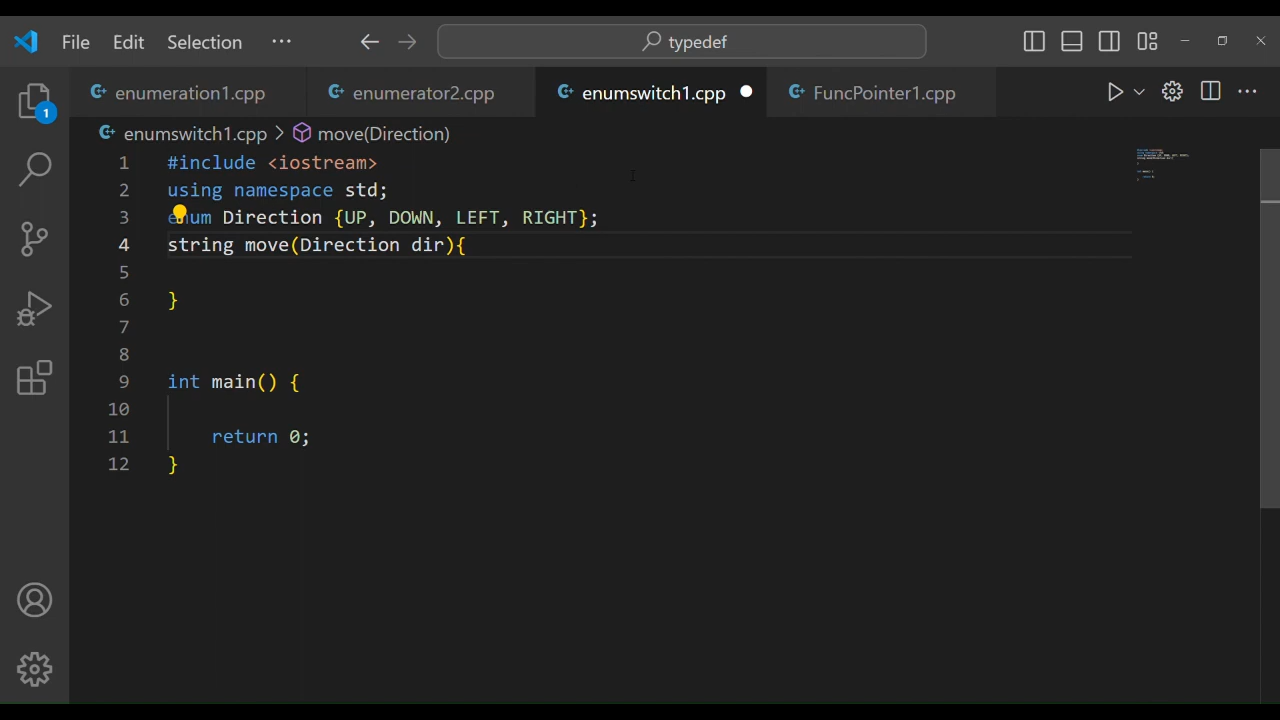 File Edit Selection ··· typedef
enumeration1.cpp enumerator2.cpp enumswitch1.cpp FuncPointer1.cpp
1
enumswitch1.cpp > move(Direction)
1 #include <iostream>
2 using namespace std;
3 enum Direction {UP, DOWN, LEFT, RIGHT};
4 string move(Direction dir){
5
6 }
7
8
9 int main() {
10
11 return 0;
12 }